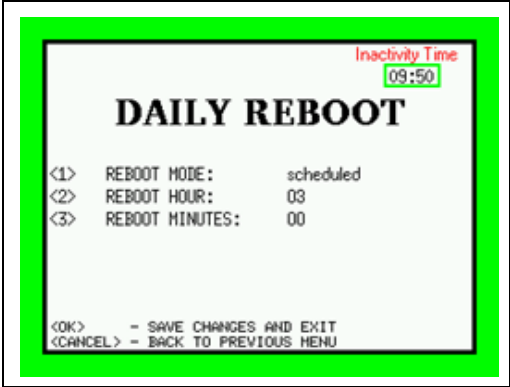 Inactivity Time
09:50
DAILY REBOOT
<1> REBOOT MODE: scheduled
<2> REBOOT HOUR: 03
<3> REBOOT MINUTES: 00
<OK> - SAVE CHANGES AND EXIT
<CANCEL> - BACK TO PREVIOUS MENU